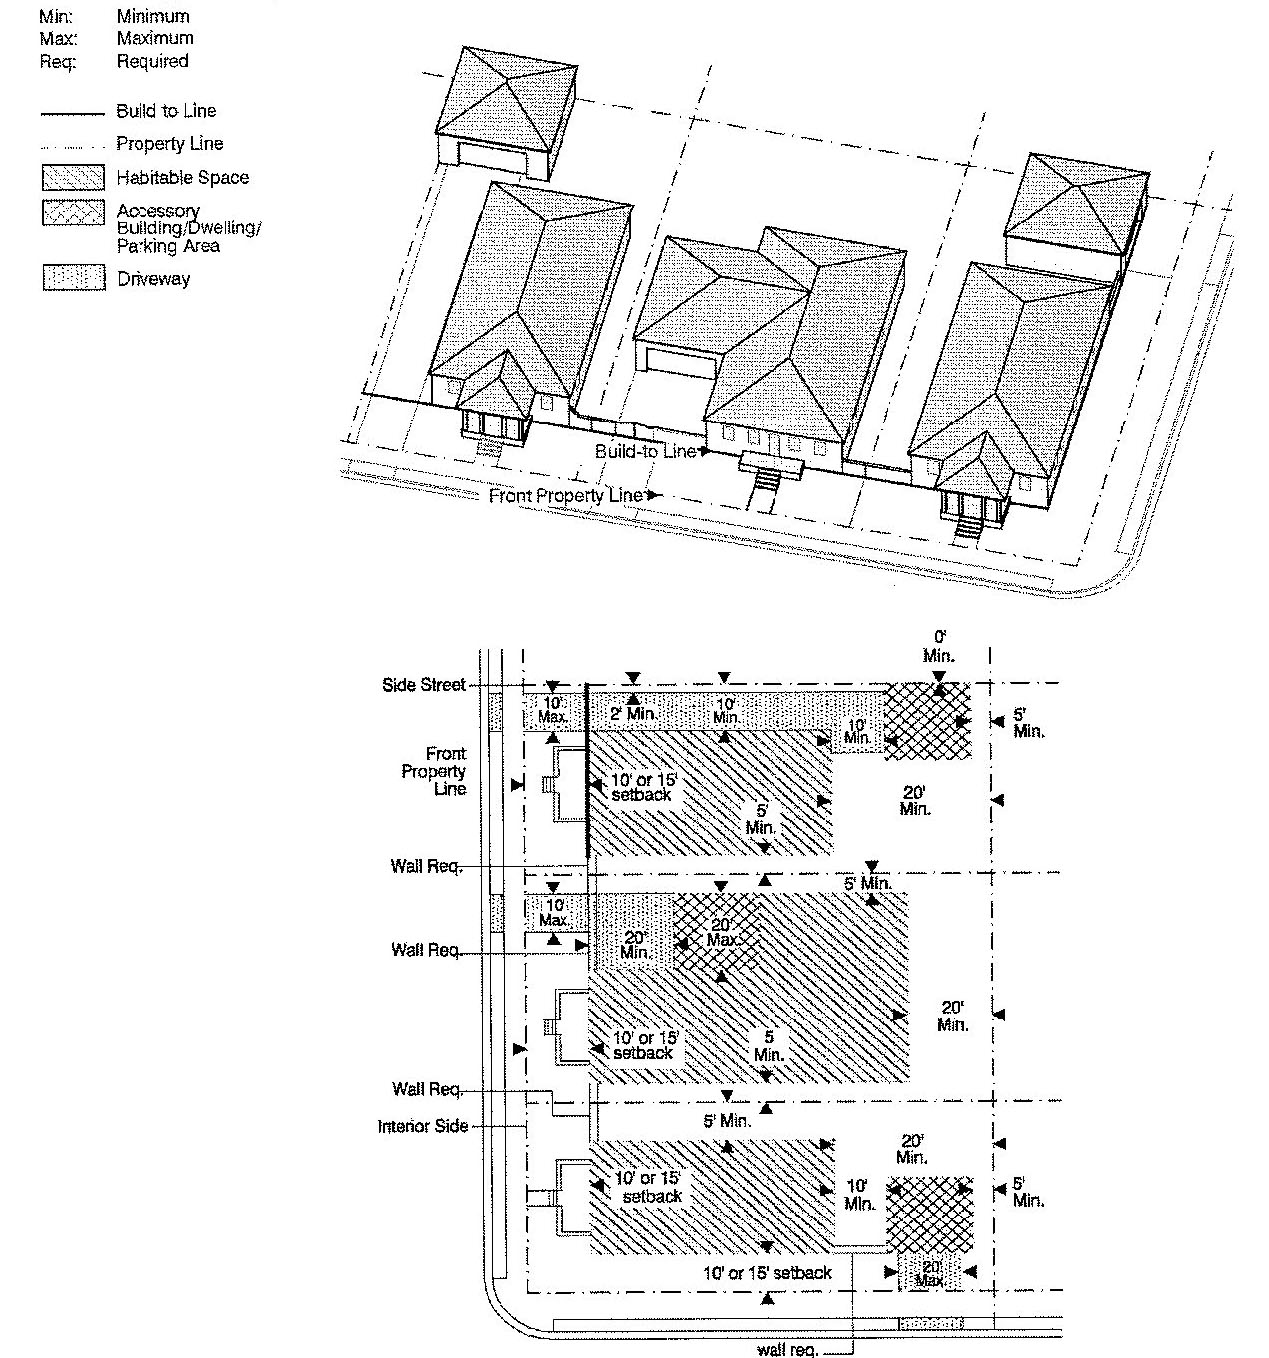 Min: Minimum
Max: Maximum
Req: Required
Build to Line
Property Line
Habitable Space
Accessory
Building/Dwelling/
Parking Area
Driveway
Build-to Line
Front Property Line
0'
Min.
Side Street
10'
Max.
2' Min.
10'
Min.
10'
Min.
5'
Min.
Front
Property
Line
10' or 15'
setback
5'
Min.
20'
Min.
Wall Req.
5' Min.
10'
Max.
Wall Req.
20'
Min.
20'
Max.
10' or 15'
setback
5
Min.
20'
Min.
Wall Req.
Interior Side
5' Min.
20'
Min.
10' or 15'
setback
10'
Min.
5'
Min.
10' or 15' setback
20'
Max
wall req.